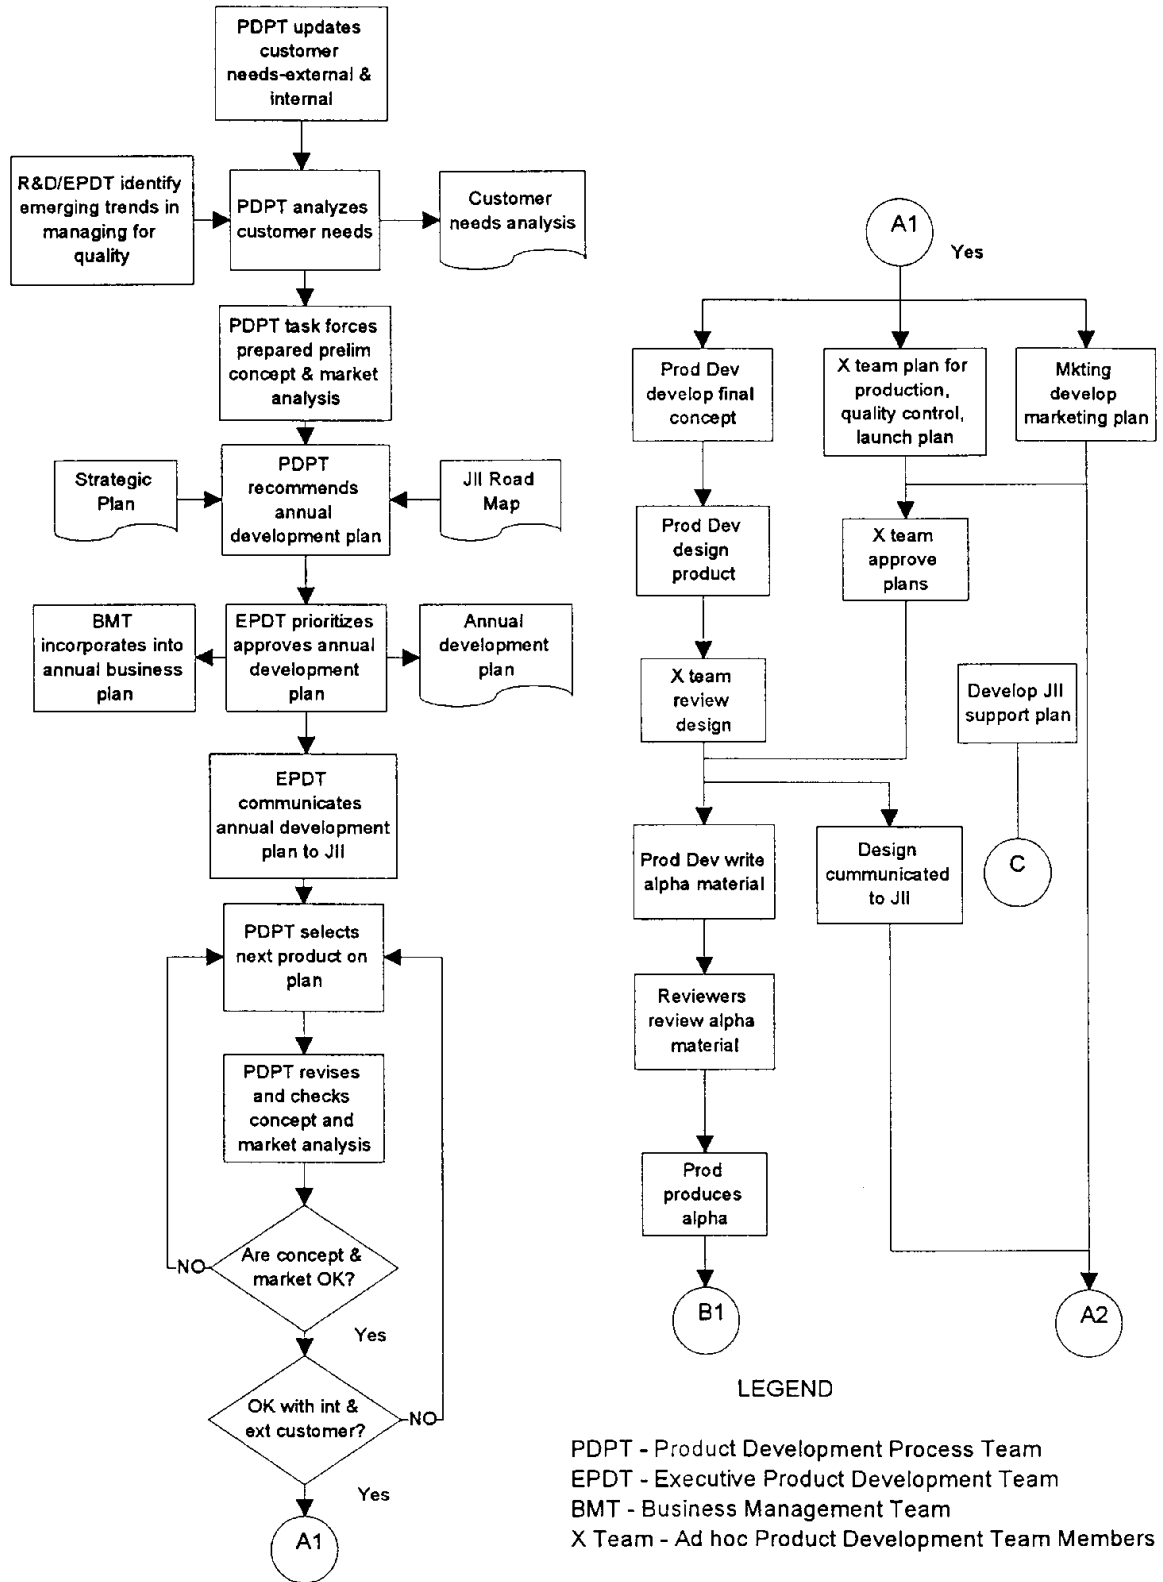 PDPT updates
customer
needs-external &
internal
R&D/EPDT identify
emerging trends in
managing for
quality
PDPT analyzes
customer needs
Customer
needs analysis
PDPT task forces
prepared prelim
concept & market
analysis
Strategic
Plan
PDPT
recommends
annual
development plan
JII Road
Map
BMT
incorporates into
annual business
plan
EPDT prioritizes
approves annual
development
plan
Annual
development
plan
EPDT
communicates
annual development
plan to JII
PDPT selects
next product on
plan
PDPT revises
and checks
concept and
market analysis
Are concept &
market OK?
NO
Yes
OK with int &
ext customer?
NO
Yes
A1
A1
Yes
Prod Dev
develop final
concept
X team plan for
production,
quality control,
launch plan
Mkting
develop
marketing plan
Prod Dev
design
product
X team
approve
plans
X team
review
design
Develop JII
support plan
Prod Dev write
alpha material
Design
cummunicated
to JII
C
Reviewers
review alpha
material
Prod
produces
alpha
B1
A2
LEGEND
PDPT - Product Development Process Team
EPDT - Executive Product Development Team
BMT - Business Management Team
X Team - Ad hoc Product Development Team Members